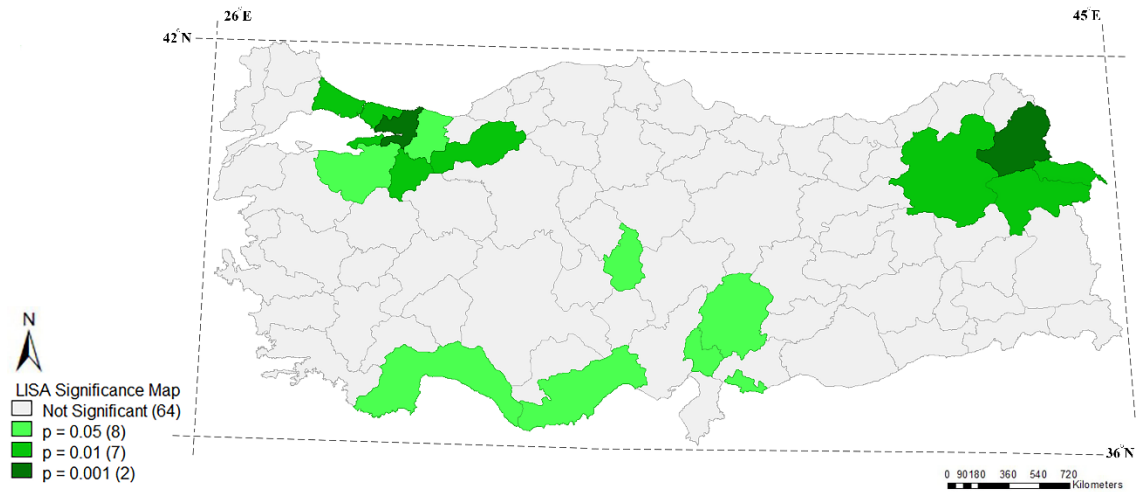 26°E
45°E
42°N
N
LISA Significance Map
Not Significant (64)
p = 0.05 (8)
p = 0.01 (7)
p = 0.001 (2)
36°N
0 90180 360 540 720
Kilometers